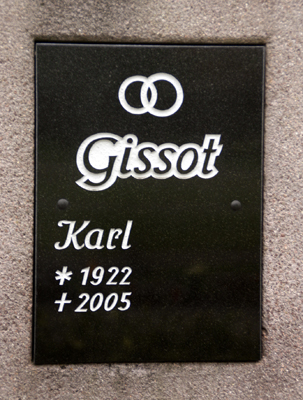 Gissot
Karl
* 1922
+ 2005